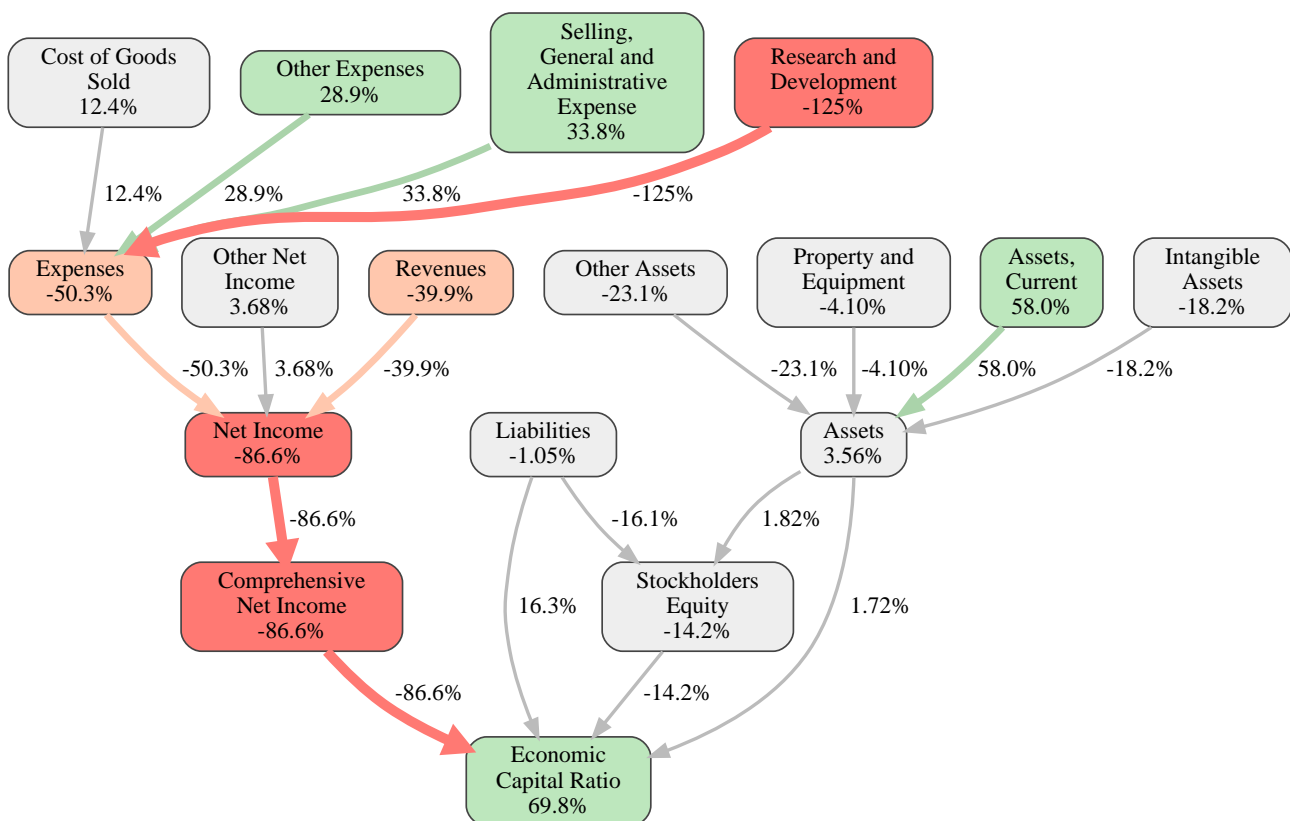 Cost of Goods
Sold
12.4%
Other Expenses
28.9%
Selling,
General and
Administrative
Expense
33.8%
Research and
Development
-125%
12.4%
28.9%
33.8%
-125%
Expenses
-50.3%
Other Net
Income
3.68%
Revenues
-39.9%
Other Assets
-23.1%
Property and
Equipment
-4.10%
Assets,
Current
58.0%
Intangible
Assets
-18.2%
-50.3%
3.68%
-39.9%
-23.1%
-4.10%
58.0%
-18.2%
Net Income
-86.6%
Liabilities
-1.05%
Assets
3.56%
-86.6%
-16.1%
1.82%
Comprehensive
Net Income
-86.6%
16.3%
Stockholders
Equity
-14.2%
1.72%
-86.6%
-14.2%
Economic
Capital Ratio
69.8%